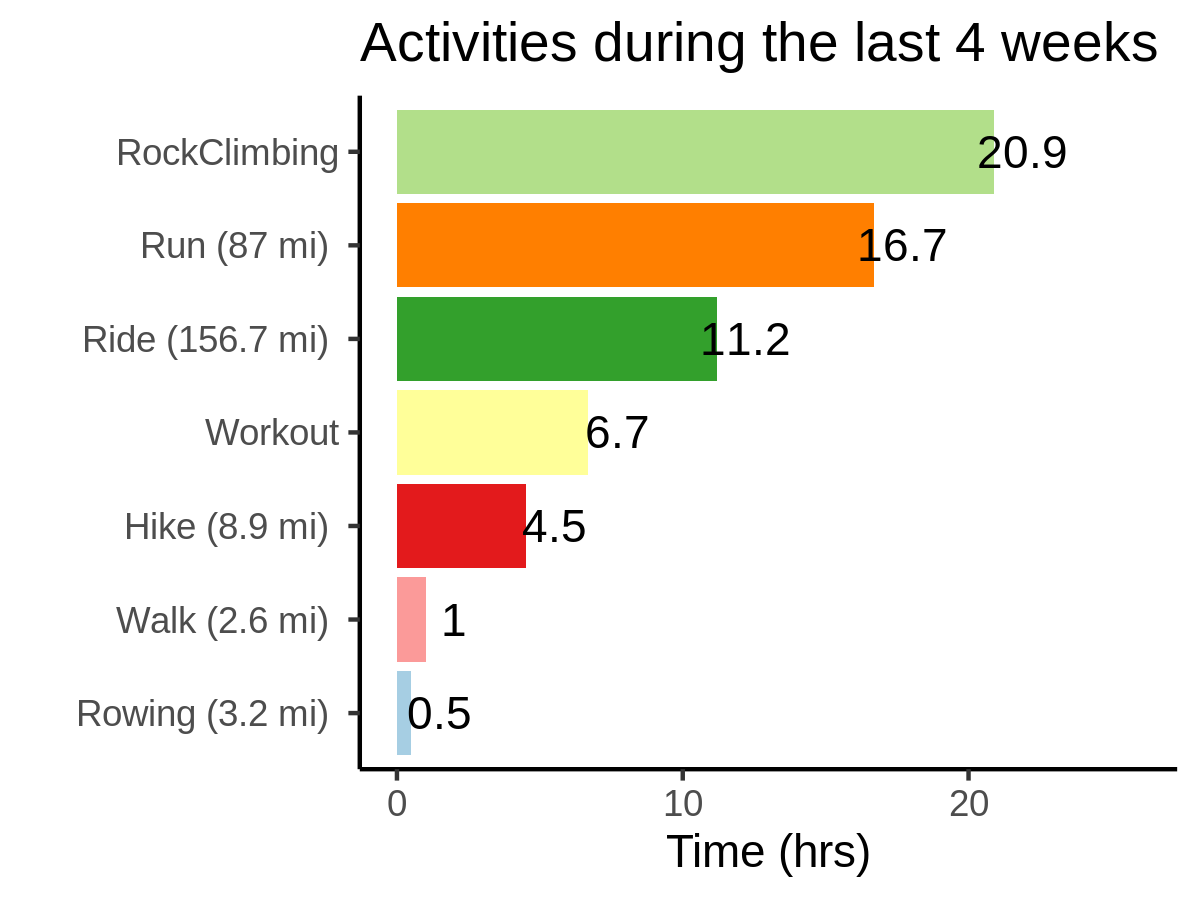 Activities during the last 4 weeks
RockClimbing 20.9
Run (87 mi) 16.7
Ride (156.7 mi) 11.2
Workout 6.7
Hike (8.9 mi) 4.5
Walk (2.6 mi) 1
Rowing (3.2 mi) 0.5
0 10 20
Time (hrs)